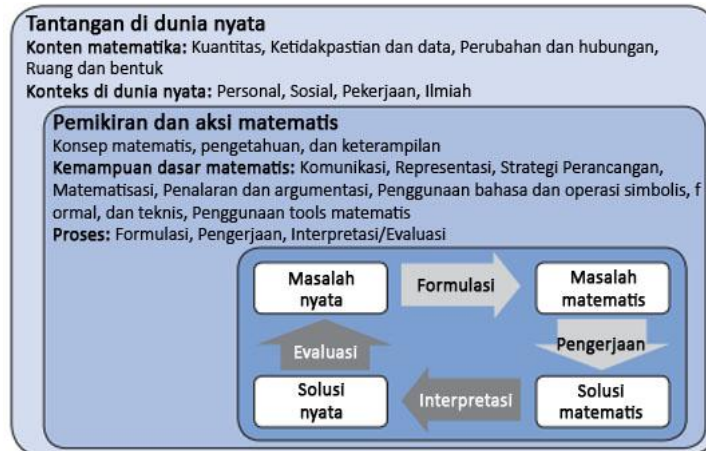 Tantangan di dunia nyata
Konten matematika: Kuantitas, Ketidakpastian dan data, Perubahan dan hubungan,
Ruang dan bentuk
Konteks di dunia nyata: Personal, Sosial, Pekerjaan, Ilmiah
Pemikiran dan aksi matematis
Konsep matematis, pengetahuan, dan keterampilan
Kemampuan dasar matematis: Komunikasi, Representasi, Strategi Perancangan,
Matematisasi, Penalaran dan argumentasi, Penggunaan bahasa dan operasi simbolis, f
ormal, dan teknis, Penggunaan tools matematis
Proses: Formulasi, Pengerjaan, Interpretasi/Evaluasi
Masalah
nyata
Formulasi
Masalah
matematis
Pengerjaan
Evaluasi
Solusi
nyata
Interpretasi
Solusi
matematis